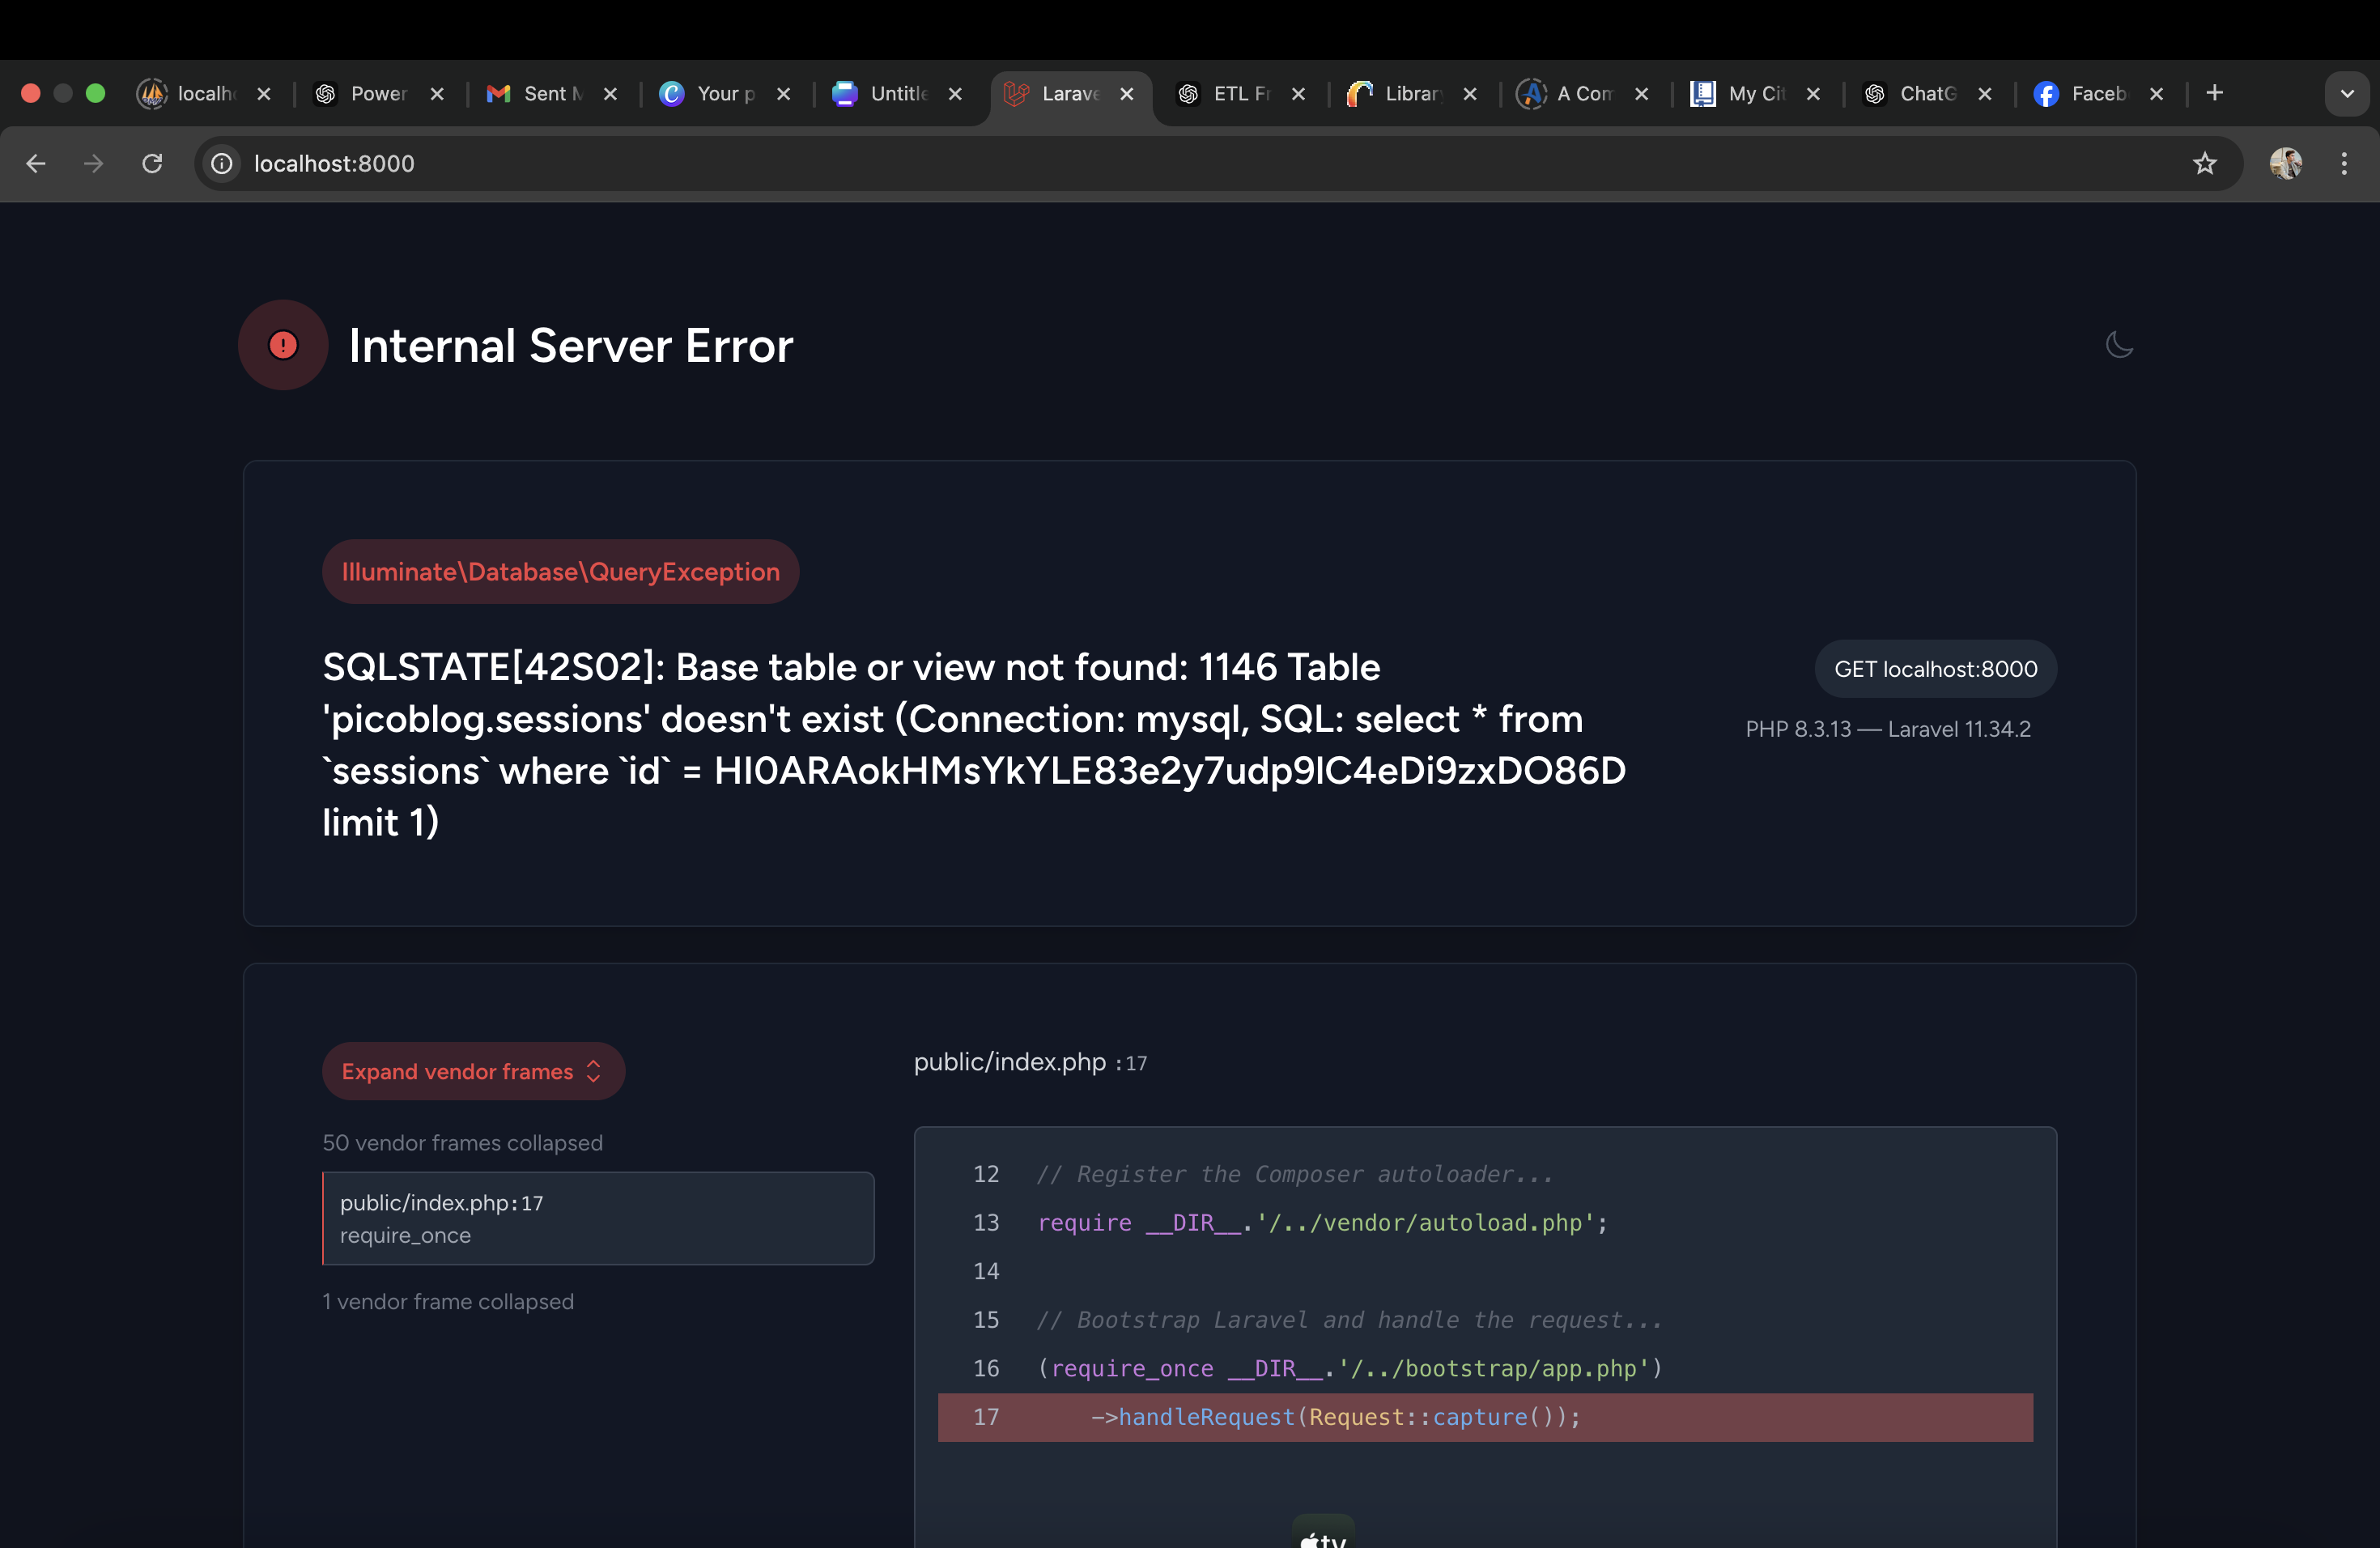 localh
Power
Sent M
Your p
Untitle
Larave
ETL Fr
Librar
A Com
My Cit
ChatG
Faceb
localhost:8000
Internal Server Error
Illuminate\Database\QueryException
SQLSTATE[42S02]: Base table or view not found: 1146 Table
'picoblog.sessions' doesn't exist (Connection: mysql, SQL: select * from
`sessions` where `id` = HI0ARAokHMsYkYLE83e2y7udp9lC4eDi9zxDO86D
limit 1)
GET localhost:8000
PHP 8.3.13 — Laravel 11.34.2
Expand vendor frames
50 vendor frames collapsed
public/index.php:17
require_once
1 vendor frame collapsed
public/index.php :17
12 // Register the Composer autoloader...
13 require __DIR__.'/../vendor/autoload.php';
14
15 // Bootstrap Laravel and handle the request...
16 (require_once __DIR__.'/../bootstrap/app.php')
17 ->handleRequest(Request::capture());
tv